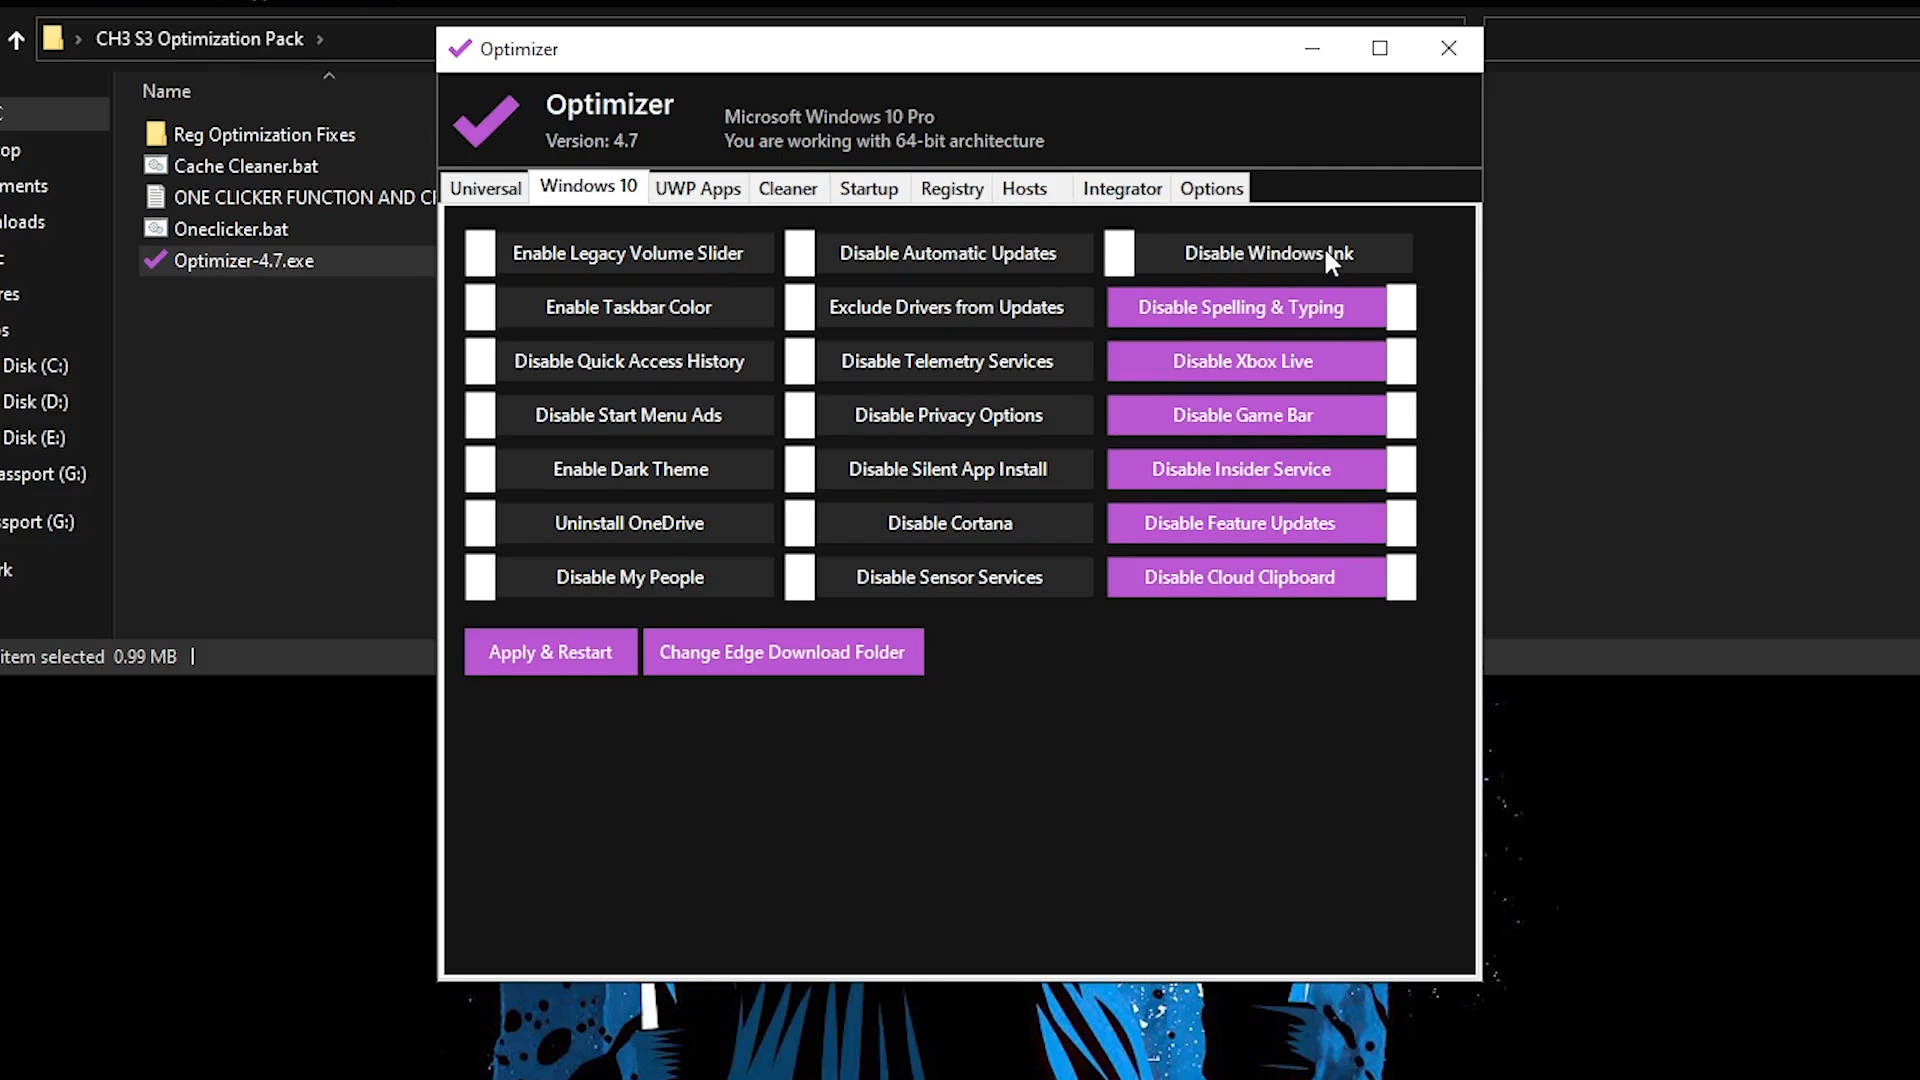 CH3 S3 Optimization Pack
Name
Reg Optimization Fixes
Cache Cleaner.bat
ONE CLICKER FUNCTION AND
Oneclicker.bat
Optimizer-4.7.exe
Disk (C:)
Disk (D:)
Disk (E:)
(G:)
(G:)
item selected 0.99 MB
Optimizer
Optimizer
Version: 4.7
Microsoft Windows 10 Pro
You are working with 64-bit architecture
Universal Windows 10 UWP Apps Cleaner Startup Registry Hosts Integrator Options
Enable Legacy Volume Slider
Enable Taskbar Color
Disable Quick Access History
Disable Start Menu Ads
Enable Dark Theme
Uninstall OneDrive
Disable My People
Disable Automatic Updates
Exclude Drivers from Updates
Disable Telemetry Services
Disable Privacy Options
Disable Silent App Install
Disable Cortana
Disable Sensor Services
Disable Windows Ink
Disable Spelling & Typing
Disable Xbox Live
Disable Game Bar
Disable Insider Service
Disable Feature Updates
Disable Cloud Clipboard
Apply & Restart Change Edge Download Folder